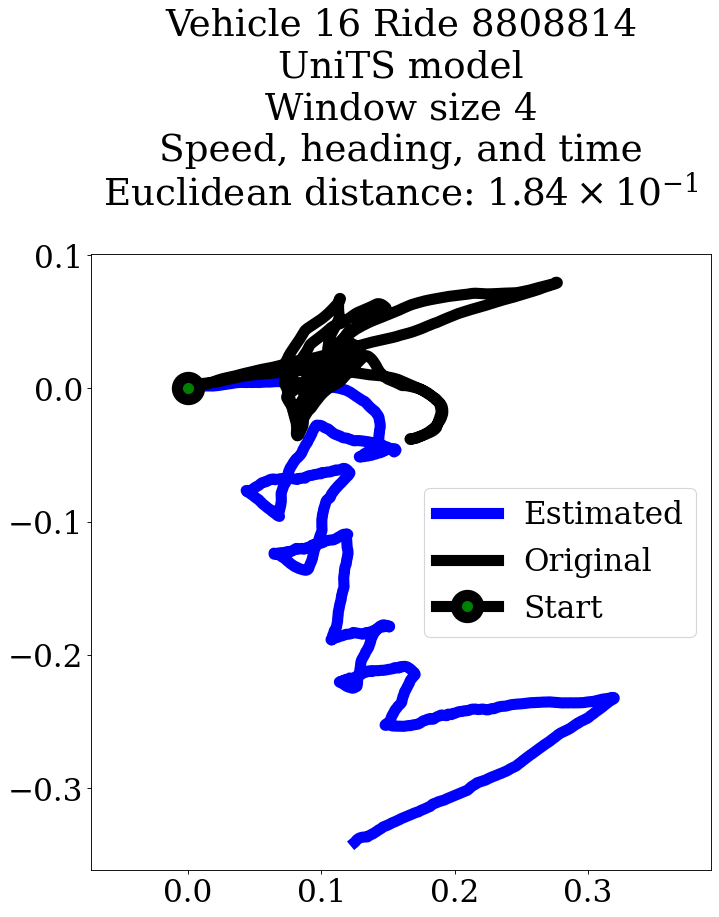 Vehicle 16 Ride 8808814
UniTS model
Window size 4
Speed, heading, and time
Euclidean distance: 1.84 × 10⁻¹
0.1
0.0
−0.1
−0.2
−0.3
Estimated
Original
Start
0.0 0.1 0.2 0.3